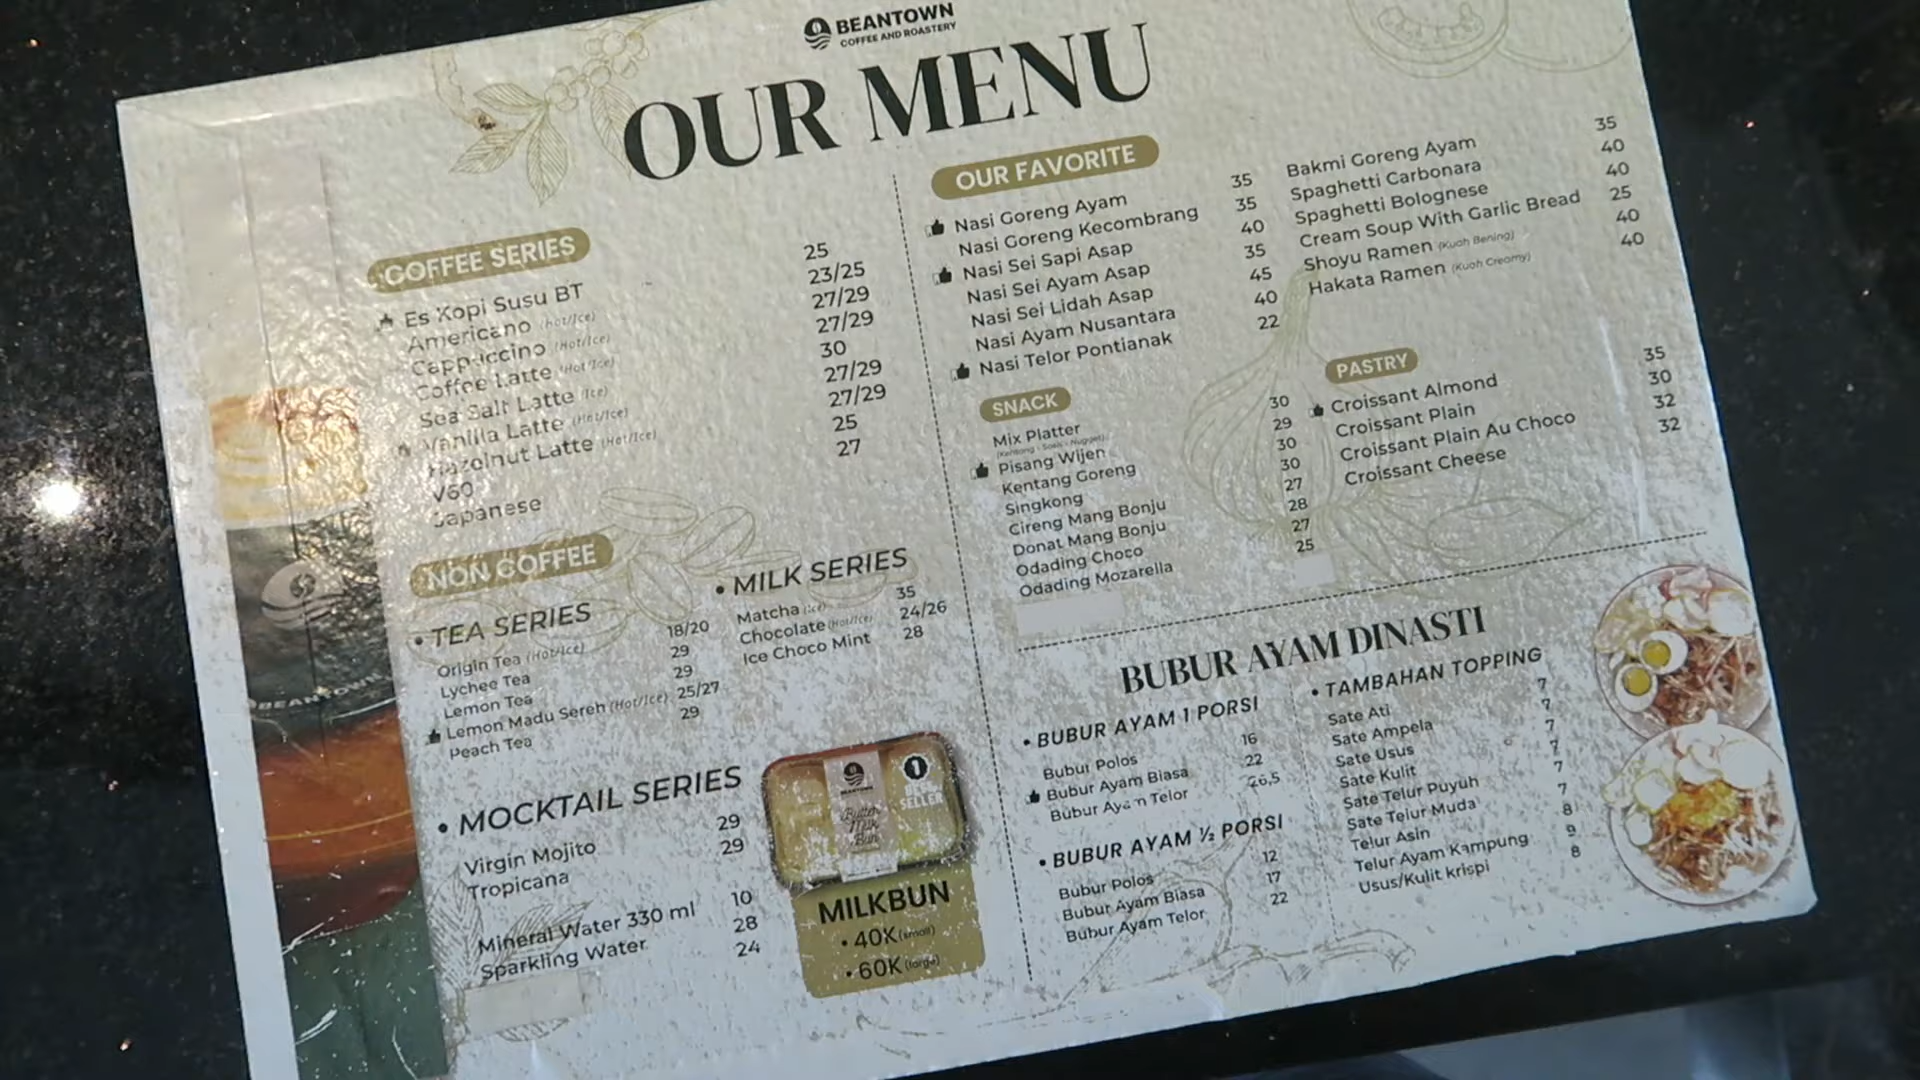 BEANTOWN
COFFEE AND ROASTERY
OUR MENU
COFFEE SERIES
Es Kopi Susu BT 25
Americano (hot/ice) 23/25
Cappuccino (Hot/Ice) 27/29
Coffee Latte (Hot/Ice) 27/29
Sea Salt Latte (Ice) 30
Vanilla Latte (Hot/Ice) 27/29
Hazelnut Latte (Hot/Ice) 27/29
V60 25
Japanese 27
NON COFFEE
• TEA SERIES
Origin Tea (Hot/Ice) 18/20
Lychee Tea 29
Lemon Tea 29
Lemon Madu Sereh (Hot/Ice) 25/27
Peach Tea 29
• MILK SERIES
Matcha (Ice) 35
Chocolate (Hot/Ice) 24/26
Ice Choco Mint 28
• MOCKTAIL SERIES
Virgin Mojito 29
Tropicana 29
Mineral Water 330 ml 10
Sparkling Water 28
24
BEANTOWN
BEANTOWN
Butter
Milk
Bun
1
BEST
SELLER
MILKBUN
• 40K (small)
• 60K (large)
OUR FAVORITE
Nasi Goreng Ayam 35
Nasi Goreng Kecombrang 35
Nasi Sei Sapi Asap 40
Nasi Sei Ayam Asap 35
Nasi Sei Lidah Asap 45
Nasi Ayam Nusantara 40
Nasi Telor Pontianak 22
Bakmi Goreng Ayam 35
Spaghetti Carbonara 40
Spaghetti Bolognese 40
Cream Soup With Garlic Bread 25
Shoyu Ramen (Kuah Bening) 40
Hakata Ramen (Kuah Creamy) 40
SNACK
Mix Platter 30
(Kentang - Sosis - Nugget)
Pisang Wijen 29
Kentang Goreng 30
Singkong 30
Cireng Mang Bonju 27
Donat Mang Bonju 28
Odading Choco 27
Odading Mozarella 25
PASTRY
Croissant Almond 35
Croissant Plain 30
Croissant Plain Au Choco 32
Croissant Cheese 32
BUBUR AYAM DINASTI
• BUBUR AYAM 1 PORSI
Bubur Polos 16
Bubur Ayam Biasa 22
Bubur Ayam Telor 26,5
• BUBUR AYAM ½ PORSI
Bubur Polos 12
Bubur Ayam Biasa 17
Bubur Ayam Telor 22
• TAMBAHAN TOPPING
Sate Ati 7
Sate Ampela 7
Sate Usus 7
Sate Kulit 7
Sate Telur Puyuh 7
Sate Telur Muda 7
Telur Asin 8
Telur Ayam Kampung 9
Usus/Kulit krispi 8